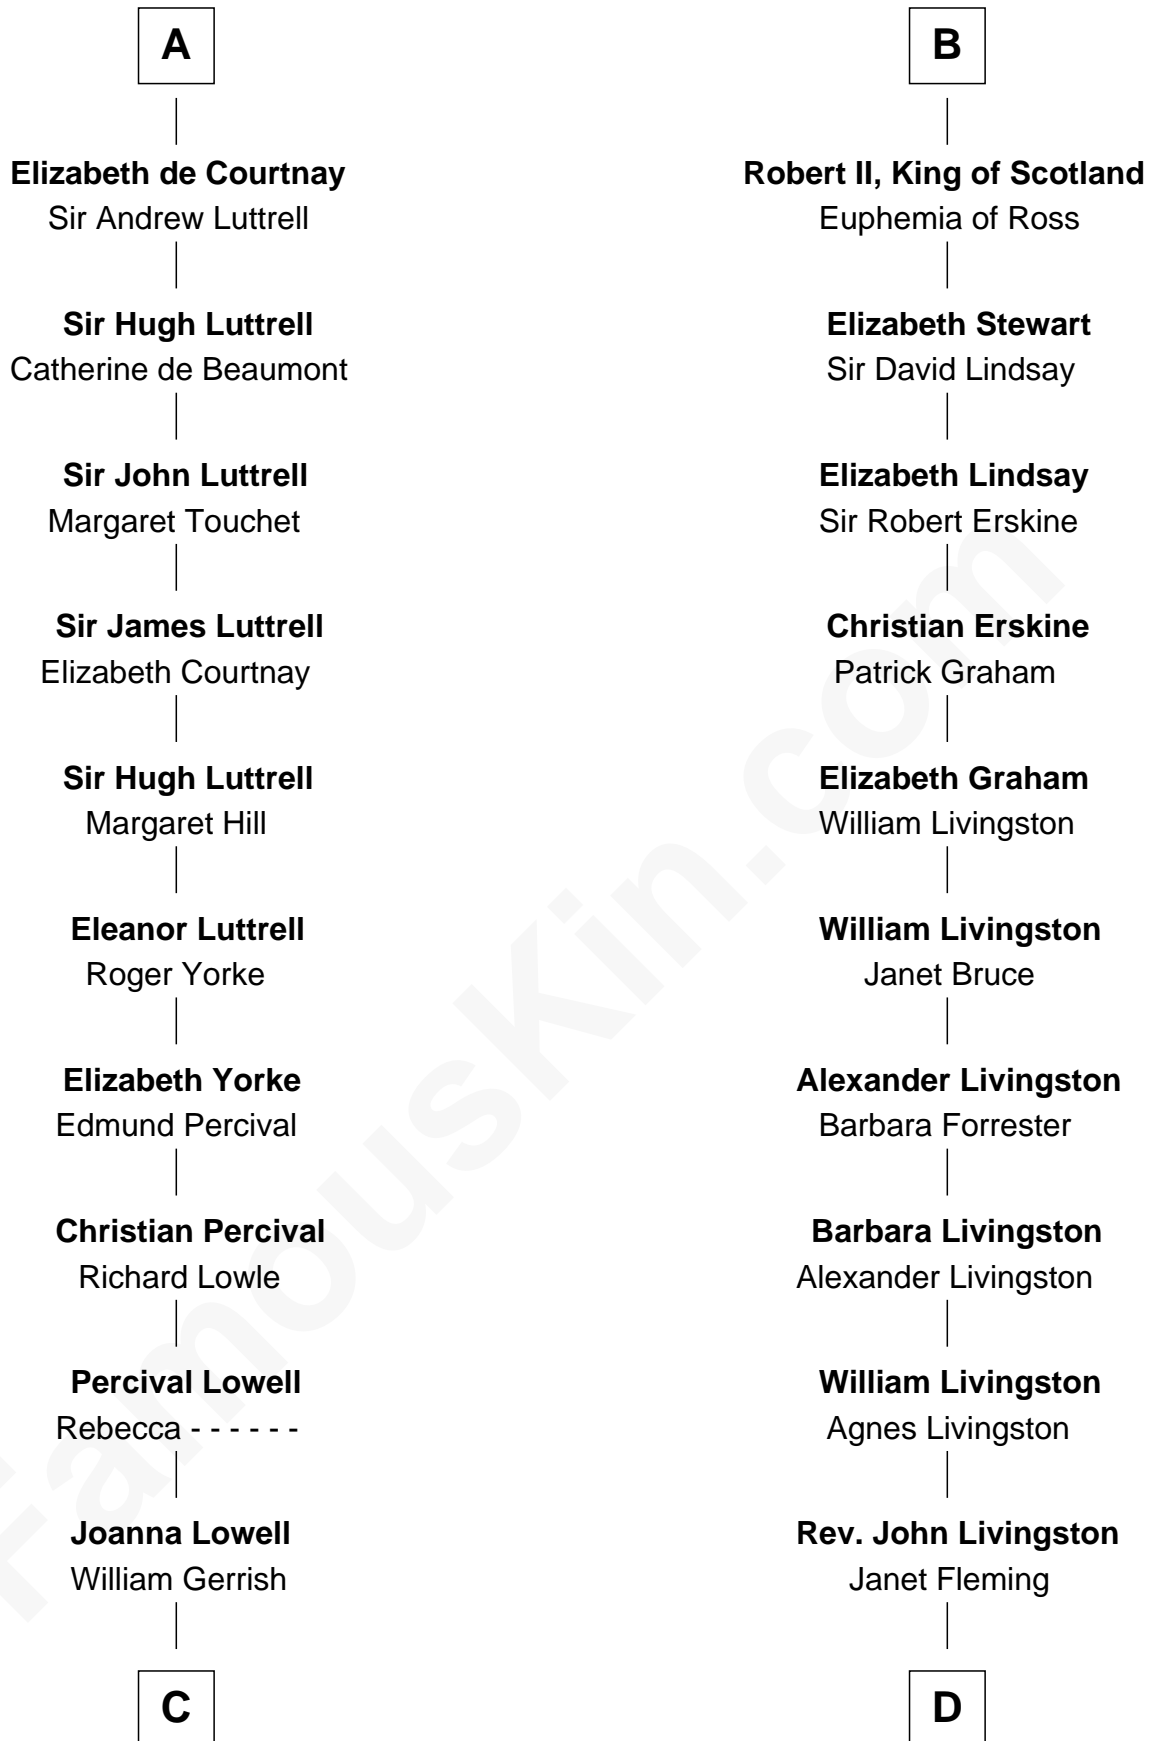 A
Elizabeth de Courtnay
Sir Andrew Luttrell
Sir Hugh Luttrell
Catherine de Beaumont
Sir John Luttrell
Margaret Touchet
Sir James Luttrell
Elizabeth Courtnay
Sir Hugh Luttrell
Margaret Hill
Eleanor Luttrell
Roger Yorke
Elizabeth Yorke
Edmund Percival
Christian Percival
Richard Lowle
Percival Lowell
Rebecca - - - - - -
Joanna Lowell
William Gerrish
C
B
Robert II, King of Scotland
Euphemia of Ross
Elizabeth Stewart
Sir David Lindsay
Elizabeth Lindsay
Sir Robert Erskine
Christian Erskine
Patrick Graham
Elizabeth Graham
William Livingston
William Livingston
Janet Bruce
Alexander Livingston
Barbara Forrester
Barbara Livingston
Alexander Livingston
William Livingston
Agnes Livingston
Rev. John Livingston
Janet Fleming
D
FamousKin.com